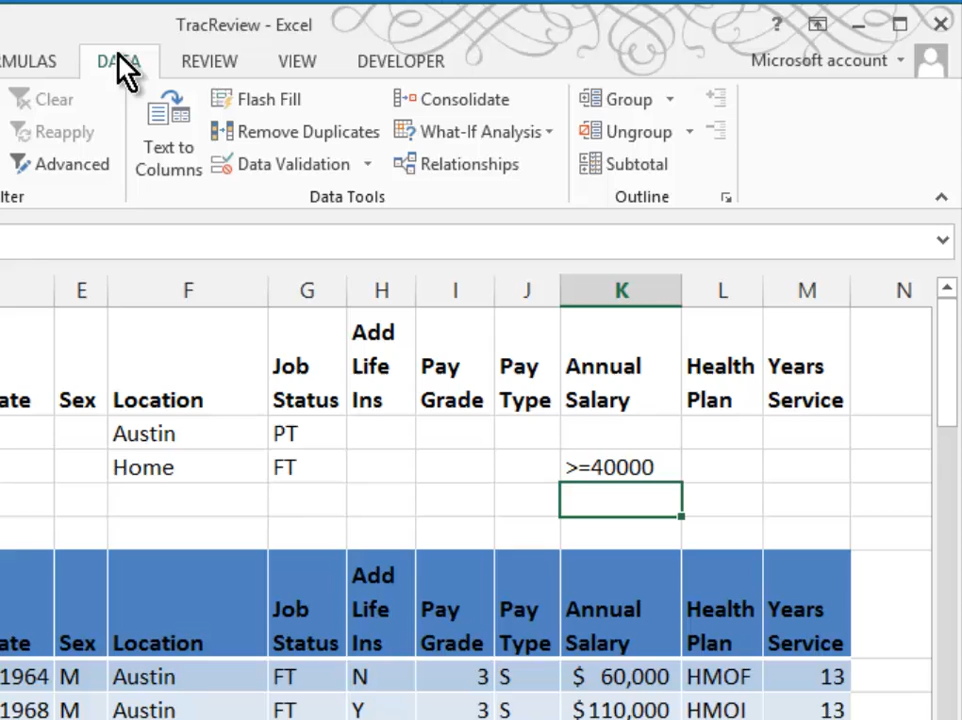 TracReview - Excel
?
RMULAS DATA REVIEW VIEW DEVELOPER Microsoft account
Clear
Reapply
Advanced
lter
Text to
Columns
Flash Fill
Remove Duplicates
Data Validation
Consolidate
What-If Analysis
Relationships
Data Tools
Group
Ungroup
Subtotal
Outline
E F G H I J K L M N
ate Sex Location Job Status Add Life Ins Pay Grade Pay Type Annual Salary Health Plan Years Service
Austin PT
Home FT >=40000
ate Sex Location Job Status Add Life Ins Pay Grade Pay Type Annual Salary Health Plan Years Service
1964 M Austin FT N 3 S $ 60,000 HMOF 13
1968 M Austin FT Y 3 S $110,000 HMOI 13